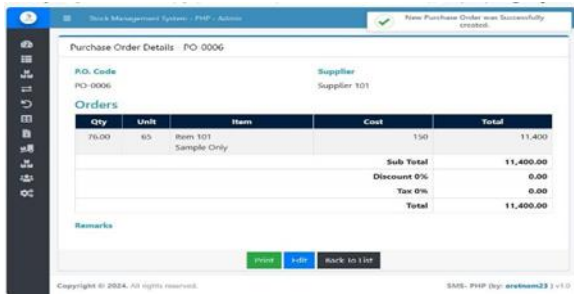 Stock Management System - PHP - Admin
New Purchase Order was Successfully
created.
Purchase Order Details - PO-0006
P.O. Code
Supplier
PO-0006
Supplier 101
Orders
Qty Unit Item Cost Total
76.00 65 Item 101 150 11,400
Sample Only
Sub Total 11,400.00
Discount 0% 0.00
Tax 0% 0.00
Total 11,400.00
Remarks
Print Edit Back To List
Copyright © 2024. All rights reserved.
SMS- PHP (by: aretnom23 ) v1.0